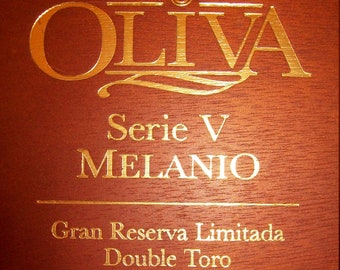 OLIVA
Serie V
MELANIO
Gran Reserva Limitada
Double Toro